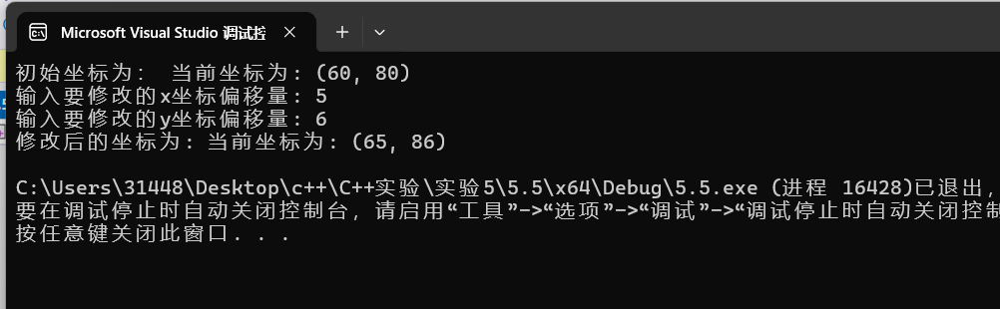 Microsoft Visual Studio 调试控
初始坐标为： 当前坐标为：(60, 80)
输入要修改的x坐标偏移量：5
输入要修改的y坐标偏移量：6
修改后的坐标为：当前坐标为：(65, 86)
C:\Users\31448\Desktop\c++\C++实验\实验5\5.5\x64\Debug\5.5.exe (进程 16428)已退出，
要在调试停止时自动关闭控制台，请启用“工具”->“选项”->“调试”->“调试停止时自动关闭控制
按任意键关闭此窗口. . .